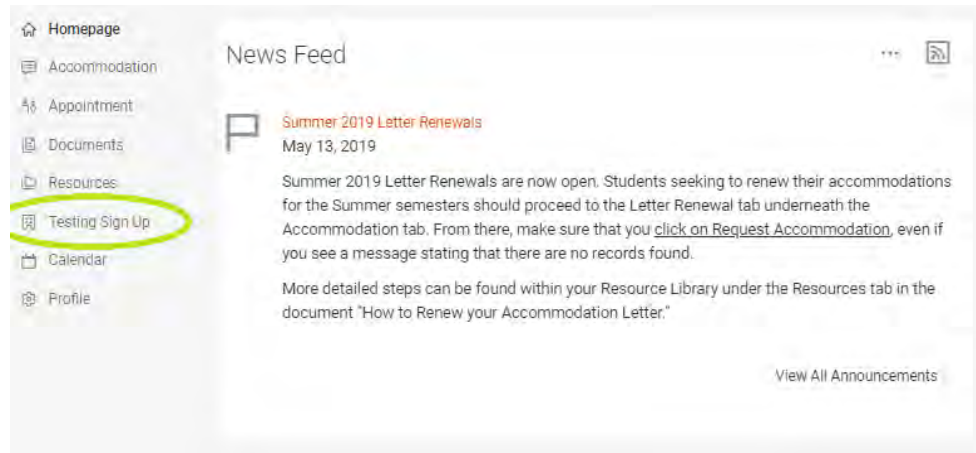 Homepage
Accommodation
Appointment
Documents
Resources
Testing Sign Up
Calendar
Profile
News Feed
Summer 2019 Letter Renewals
May 13, 2019
Summer 2019 Letter Renewals are now open. Students seeking to renew their accommodations
for the Summer semesters should proceed to the Letter Renewal tab underneath the
Accommodation tab. From there, make sure that you click on Request Accommodation, even if
you see a message stating that there are no records found.
More detailed steps can be found within your Resource Library under the Resources tab in the
document "How to Renew your Accommodation Letter."
View All Announcements